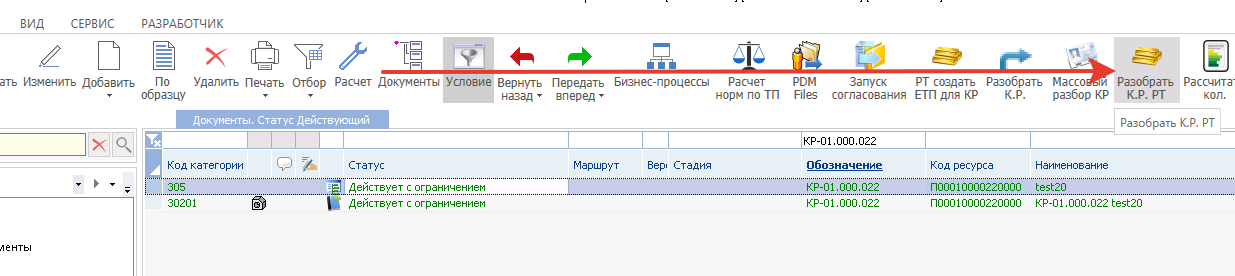 ВИД СЕРВИС РАЗРАБОТЧИК
Изменить Добавить По образцу Удалить Печать Отбор Расчет Документы Условие Вернуть назад Передать вперед Бизнес-процессы Расчет норм по ТП PDM Files Запуск согласования РТ создать ЕТП для КР Разобрать К.Р. Массовый разбор КР Разобрать К.Р. РТ Рассчитат кол.
Разобрать К.Р. РТ
Документы. Статус Действующий
КР-01.000.022
Код категории Статус Маршрут Верс Стадия Обозначение Код ресурса Наименование
305 Действует с ограничением КР-01.000.022 П00010000220000 test20
30201 Действует с ограничением КР-01.000.022 П00010000220000 КР-01.000.022 test20
менты